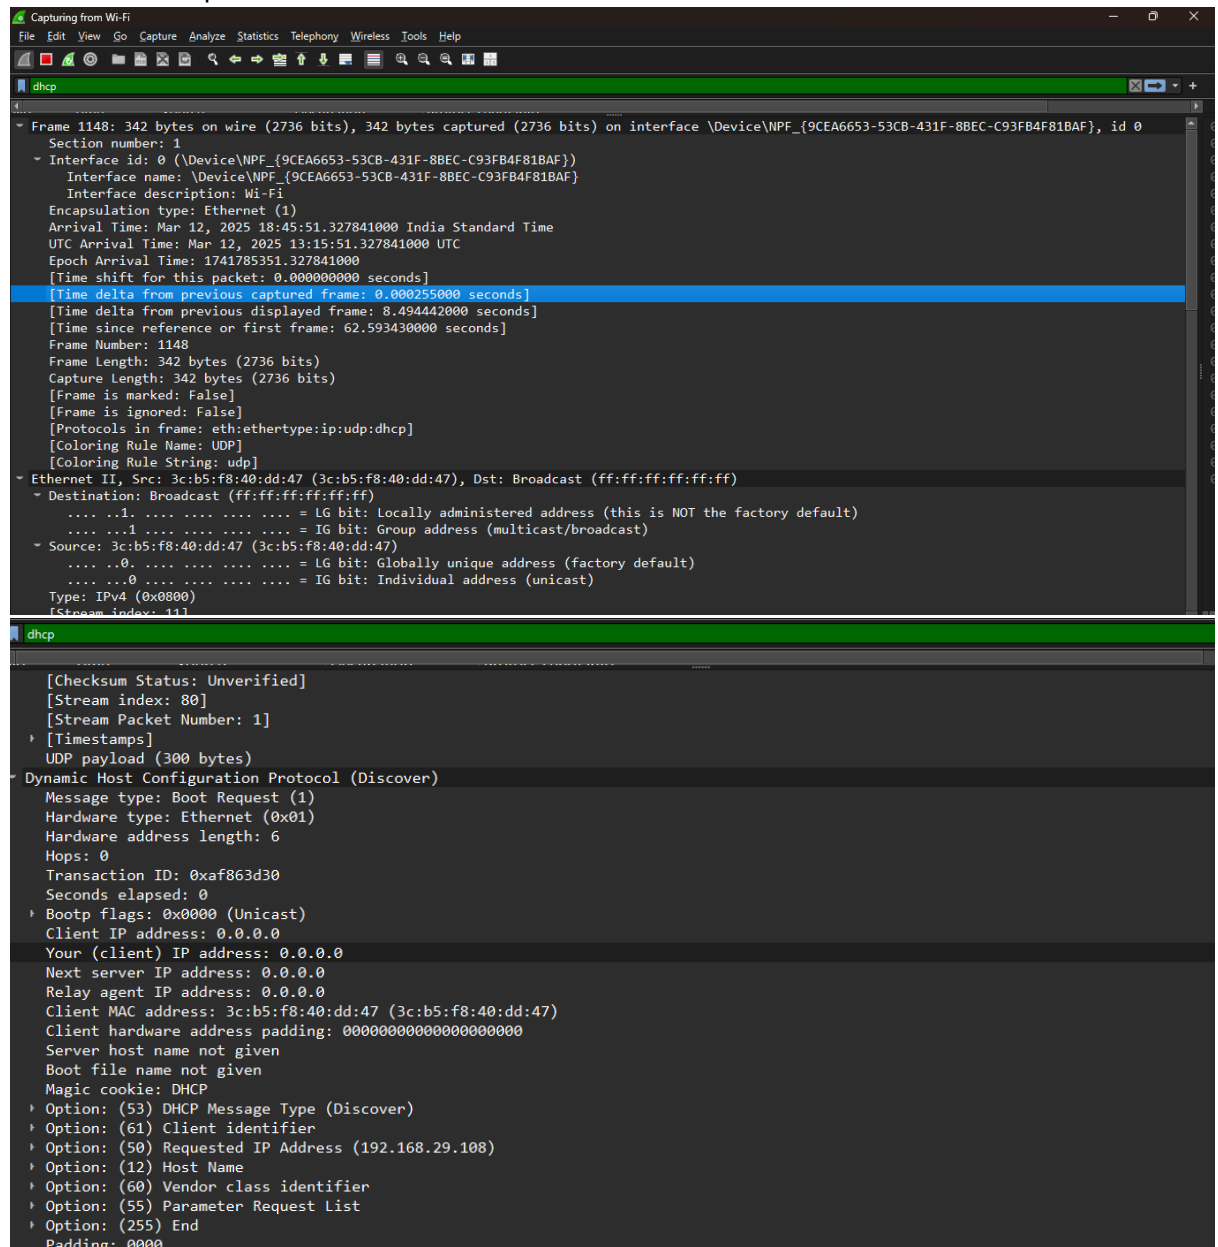 Capturing from Wi-Fi
File Edit View Go Capture Analyze Statistics Telephony Wireless Tools Help
dhcp
Frame 1148: 342 bytes on wire (2736 bits), 342 bytes captured (2736 bits) on interface \Device\NPF_{9CEA6653-53CB-431F-8BEC-C93FB4F81BAF}, id 0
Section number: 1
Interface id: 0 (\Device\NPF_{9CEA6653-53CB-431F-8BEC-C93FB4F81BAF})
Interface name: \Device\NPF_{9CEA6653-53CB-431F-8BEC-C93FB4F81BAF}
Interface description: Wi-Fi
Encapsulation type: Ethernet (1)
Arrival Time: Mar 12, 2025 18:45:51.327841000 India Standard Time
UTC Arrival Time: Mar 12, 2025 13:15:51.327841000 UTC
Epoch Arrival Time: 1741785351.327841000
[Time shift for this packet: 0.000000000 seconds]
[Time delta from previous captured frame: 0.000255000 seconds]
[Time delta from previous displayed frame: 8.494442000 seconds]
[Time since reference or first frame: 62.593430000 seconds]
Frame Number: 1148
Frame Length: 342 bytes (2736 bits)
Capture Length: 342 bytes (2736 bits)
[Frame is marked: False]
[Frame is ignored: False]
[Protocols in frame: eth:ethertype:ip:udp:dhcp]
[Coloring Rule Name: UDP]
[Coloring Rule String: udp]
Ethernet II, Src: 3c:b5:f8:40:dd:47 (3c:b5:f8:40:dd:47), Dst: Broadcast (ff:ff:ff:ff:ff:ff)
Destination: Broadcast (ff:ff:ff:ff:ff:ff)
.... ..1. .... .... .... .... = LG bit: Locally administered address (this is NOT the factory default)
.... ...1 .... .... .... .... = IG bit: Group address (multicast/broadcast)
Source: 3c:b5:f8:40:dd:47 (3c:b5:f8:40:dd:47)
.... ..0. .... .... .... .... = LG bit: Globally unique address (factory default)
.... ...0 .... .... .... .... = IG bit: Individual address (unicast)
Type: IPv4 (0x0800)
[Stream index: 11]
dhcp
[Checksum Status: Unverified]
[Stream index: 80]
[Stream Packet Number: 1]
[Timestamps]
UDP payload (300 bytes)
Dynamic Host Configuration Protocol (Discover)
Message type: Boot Request (1)
Hardware type: Ethernet (0x01)
Hardware address length: 6
Hops: 0
Transaction ID: 0xaf863d30
Seconds elapsed: 0
Bootp flags: 0x0000 (Unicast)
Client IP address: 0.0.0.0
Your (client) IP address: 0.0.0.0
Next server IP address: 0.0.0.0
Relay agent IP address: 0.0.0.0
Client MAC address: 3c:b5:f8:40:dd:47 (3c:b5:f8:40:dd:47)
Client hardware address padding: 00000000000000000000
Server host name not given
Boot file name not given
Magic cookie: DHCP
Option: (53) DHCP Message Type (Discover)
Option: (61) Client identifier
Option: (50) Requested IP Address (192.168.29.108)
Option: (12) Host Name
Option: (60) Vendor class identifier
Option: (55) Parameter Request List
Option: (255) End
Padding: 0000